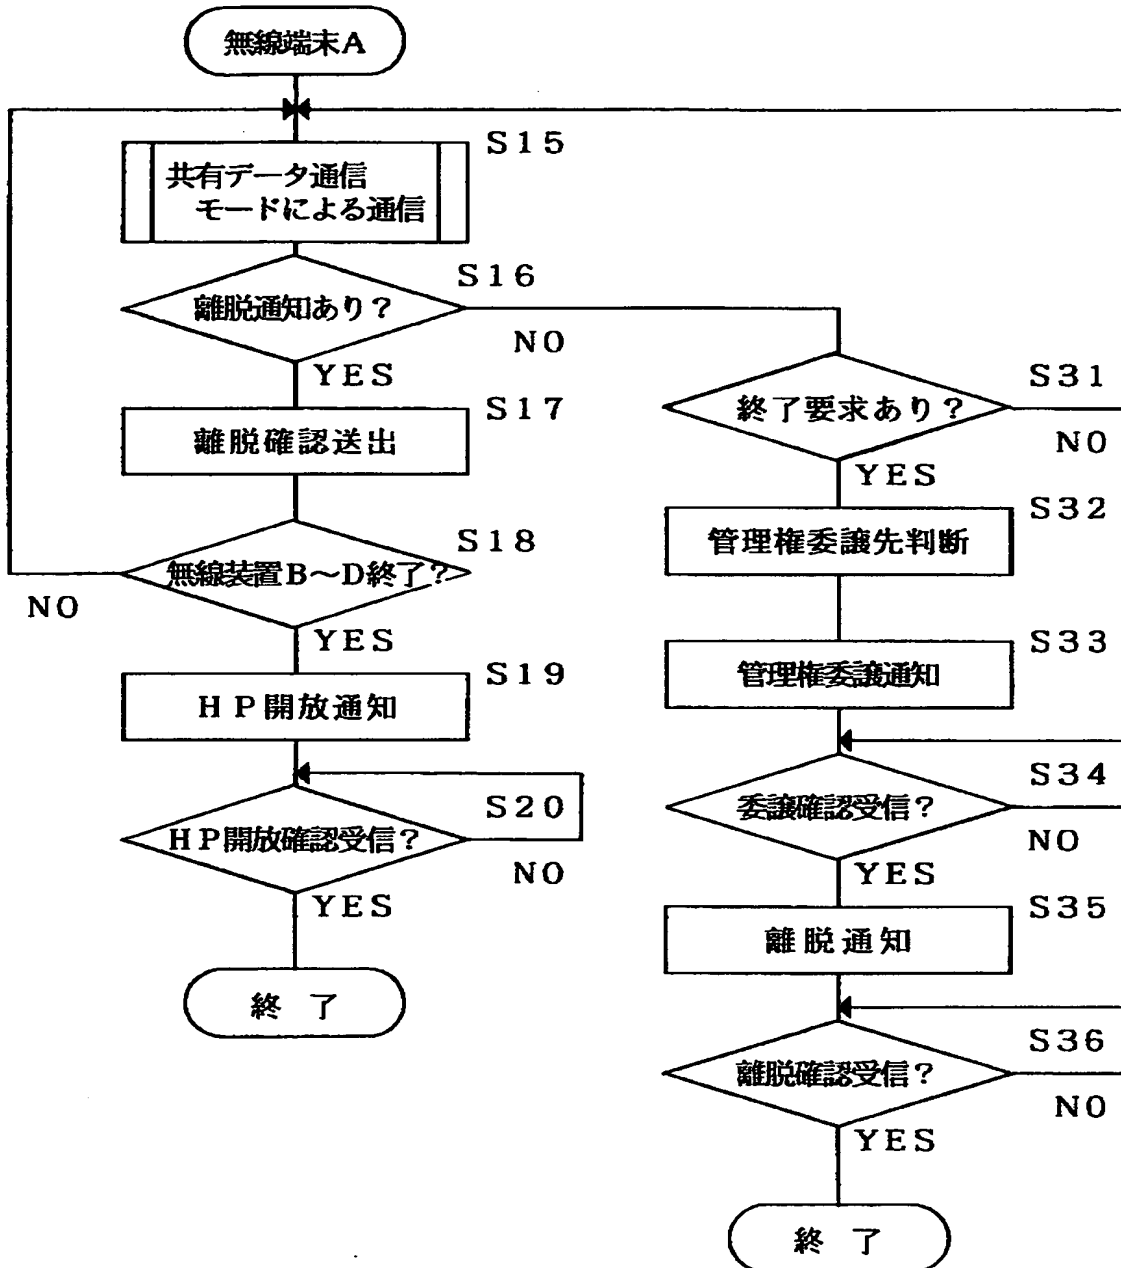 無線端末A
S15
共有データ通信
モードによる通信
S16
離脱通知あり？
NO
YES
S17
離脱確認送出
S18
無線装置B～D終了？
NO
YES
S19
HP開放通知
S20
HP開放確認受信？
NO
YES
終了
S31
終了要求あり？
NO
YES
S32
管理権委譲先判断
S33
管理権委譲通知
S34
委譲確認受信？
NO
YES
S35
離脱通知
S36
離脱確認受信？
NO
YES
終了